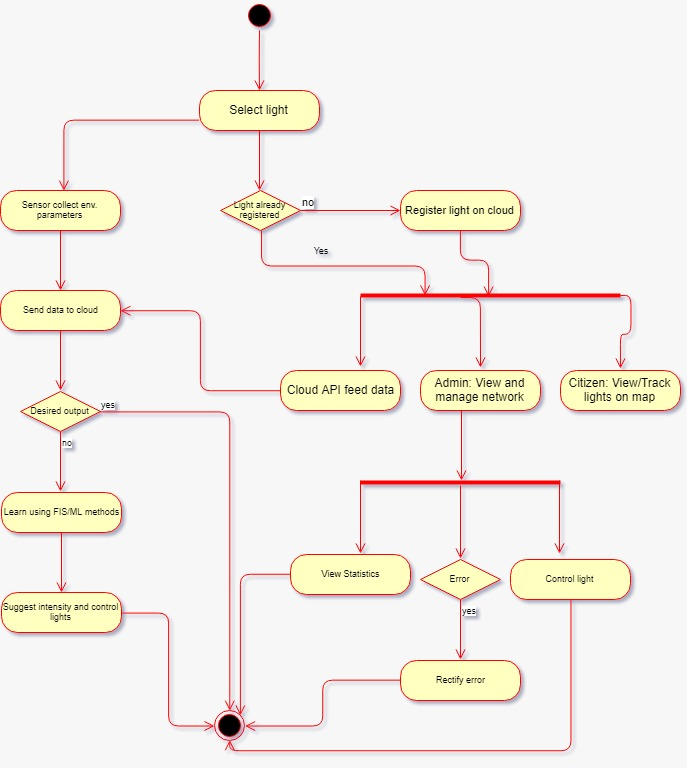 Select light
Light already
registered
no
Register light on cloud
Sensor collect env.
parameters
Yes
Send data to cloud
Cloud API feed data
Admin: View and
manage network
Citizen: View/Track
lights on map
Desired output
yes
no
Learn using FIS/ML methods
View Statistics
Error
Control light
yes
Suggest intensity and control
lights
Rectify error